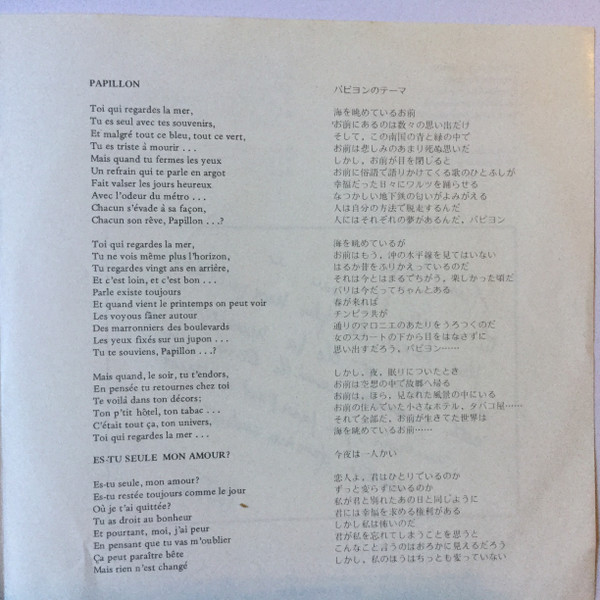 PAPILLON
Toi qui regardes la mer,
Tu es seul avec tes souvenirs,
Et malgré tout ce bleu, tout ce vert,
Tu es triste à mourir . . .
Mais quand tu fermes les yeux
Un refrain qui te parle en argot
Fait valser les jours heureux
Avec l'odeur du métro . . .
Chacun s'évade à sa façon,
Chacun son rêve, Papillon . . .?
Toi qui regardes la mer,
Tu ne vois même plus l'horizon,
Tu regardes vingt ans en arriére,
Et c'est loin, et c'est bon . . .
Parle existe toujours
Et quand vient le printemps on peut voir
Les voyous flâner autour
Des marronniers des boulevards
Les yeux fixés sur un jupon . . .
Tu te souviens, Papillon . . .?
Mais quand, le soir, tu t'endors,
En pensée tu retournes chez toi
Te voilà dans ton décors;
Ton p'tit hôtel, ton tabac . . .
C'était tout ça, ton univers,
Toi qui regardes la mer . . .
ES-TU SEULE MON AMOUR?
Es-tu seule, mon amour?
Es-tu restée toujours comme le jour
Où je t'ai quittée?
Tu as droit au bonheur
Et pourtant, moi, j'ai peur
En pensant que tu vas m'oublier
Ça peut paraître bête
Mais rien n'est changé
パピヨンのテーマ
海を眺めているお前
お前にあるのは数々の思い出だけ
そして、この南国の青と緑の中で
お前は悲しみのあまり死ぬ思いだ
しかし、お前が目を閉じると
お前に俗語で語りかけてくる歌のひとふしが
幸福だった日々にワルツを踊らせる
なつかしい地下鉄の匂いがよみがえる
人は自分の方法で脱走するんだ
人にはそれぞれの夢があるんだ、パピヨン
海を眺めているが
お前はもう、沖の水平線を見てはいない
はるか昔をふりかえっているのだ
それは今とはまるでちがう、楽しかった頃だ
パリは今だってちゃんとある
春が来れば
チンピラ共が
通りのマロニエのあたりをうろつくのだ
女のスカートの下から目をはなさずに
思い出すだろう、パピヨン……
しかし、夜、眠りについたとき
お前は空想の中で故郷へ帰る
お前は、ほら、見なれた風景の中にいる
お前の住んでいた小さなホテル、タバコ屋……
それで全部だ、お前が生きてた世界は
海を眺めているお前……
今夜は一人かい
恋人よ、君はひとりでいるのか
ずっと変らずにいるのか
私が君と別れたあの日と同じように
君には幸福を求める権利がある
しかし私は怖いのだ
君が私を忘れてしまうことを思うと
こんなこと言うのはおろかに見えるだろう
しかし、私のほうはちっとも変っていない